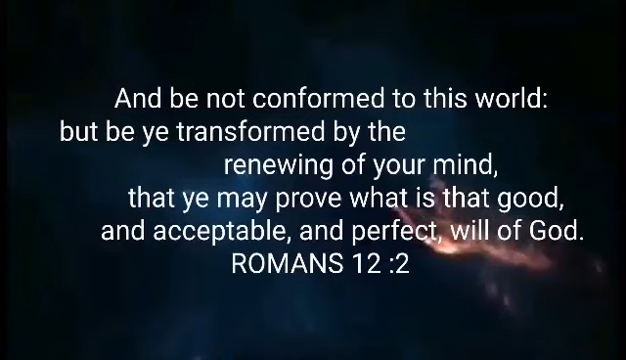 And be not conformed to this world:
but be ye transformed by the
renewing of your mind,
that ye may prove what is that good,
and acceptable, and perfect, will of God.
ROMANS 12 :2